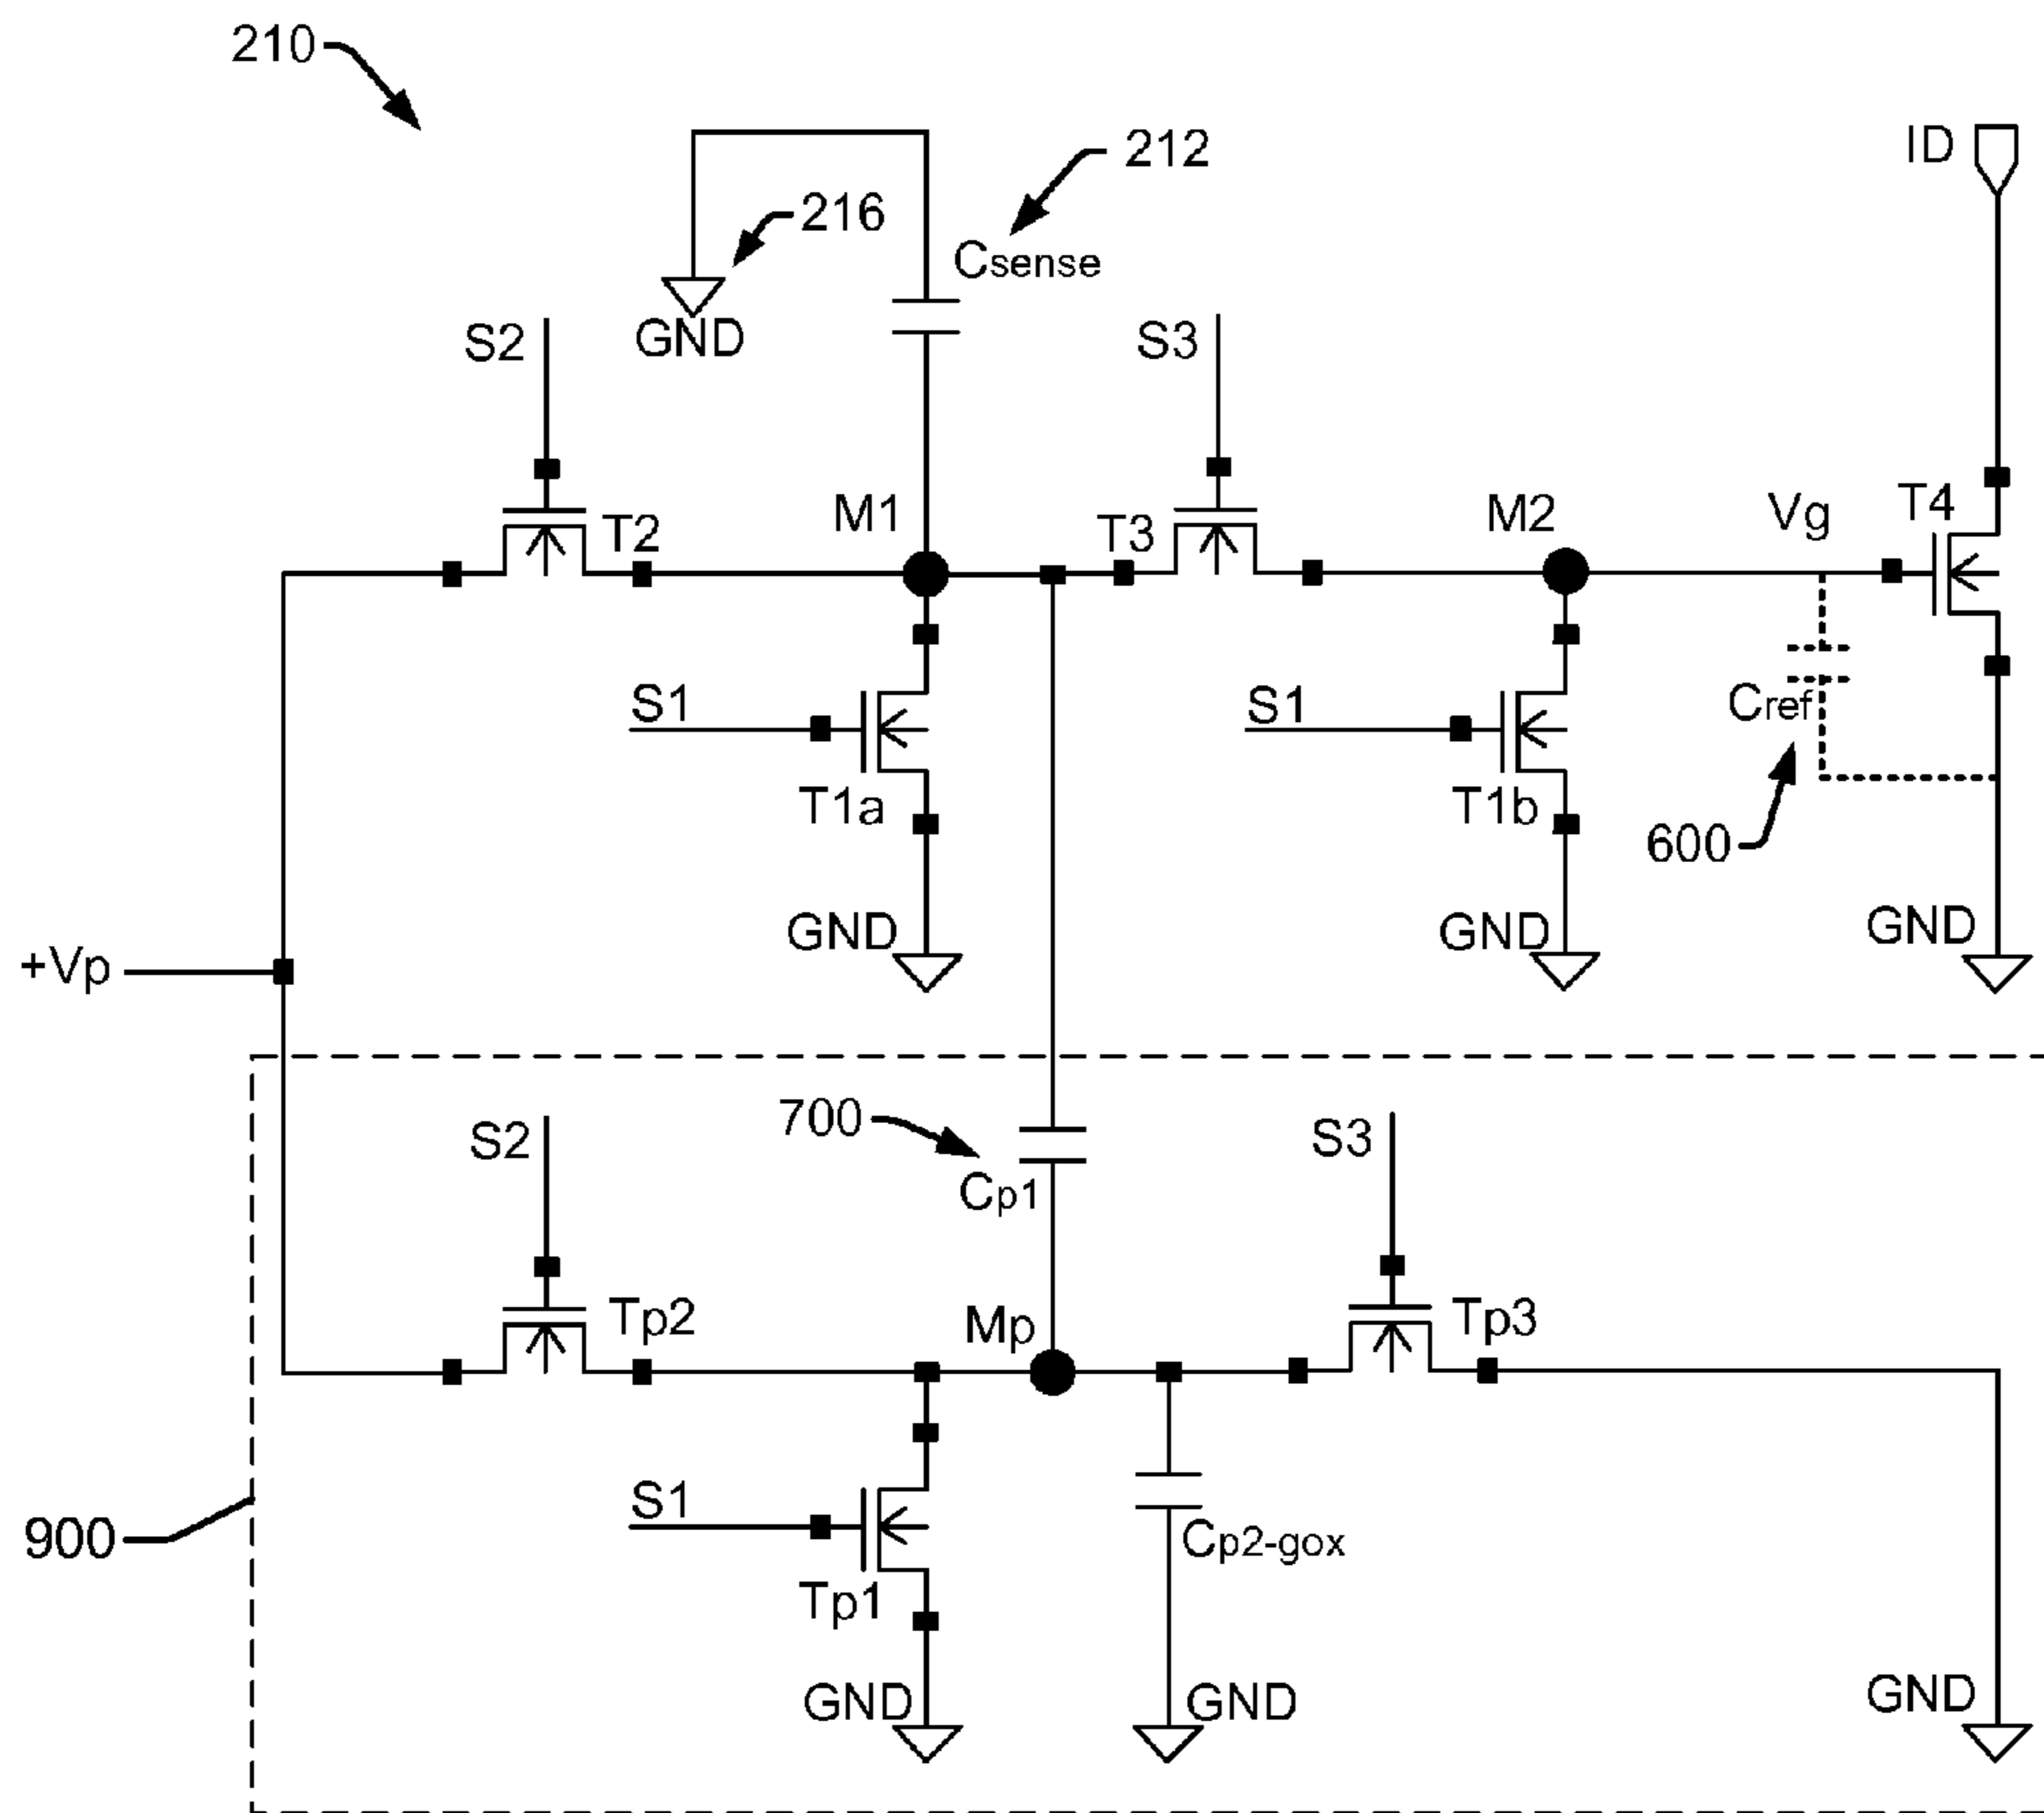 210
212
ID
216
Csense
S2
GND
S3
M1
M2
Vg
T4
T2
T3
S1
S1
Cref
T1a
T1b
600
GND
GND
GND
+Vp
700
S2
S3
Cp1
Mp
Tp2
Tp3
S1
900
Cp2-gox
Tp1
GND
GND
GND